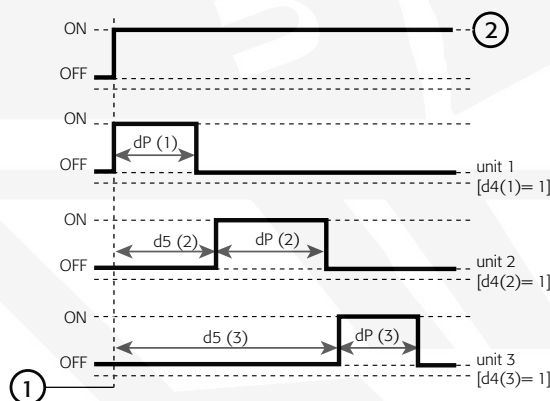 ON
2
OFF
ON
dP (1)
OFF
unit 1
[d4(1)= 1]
ON
d5 (2)
dP (2)
OFF
unit 2
[d4(2)= 1]
ON
d5 (3)
dP (3)
OFF
unit 3
[d4(3)= 1]
1